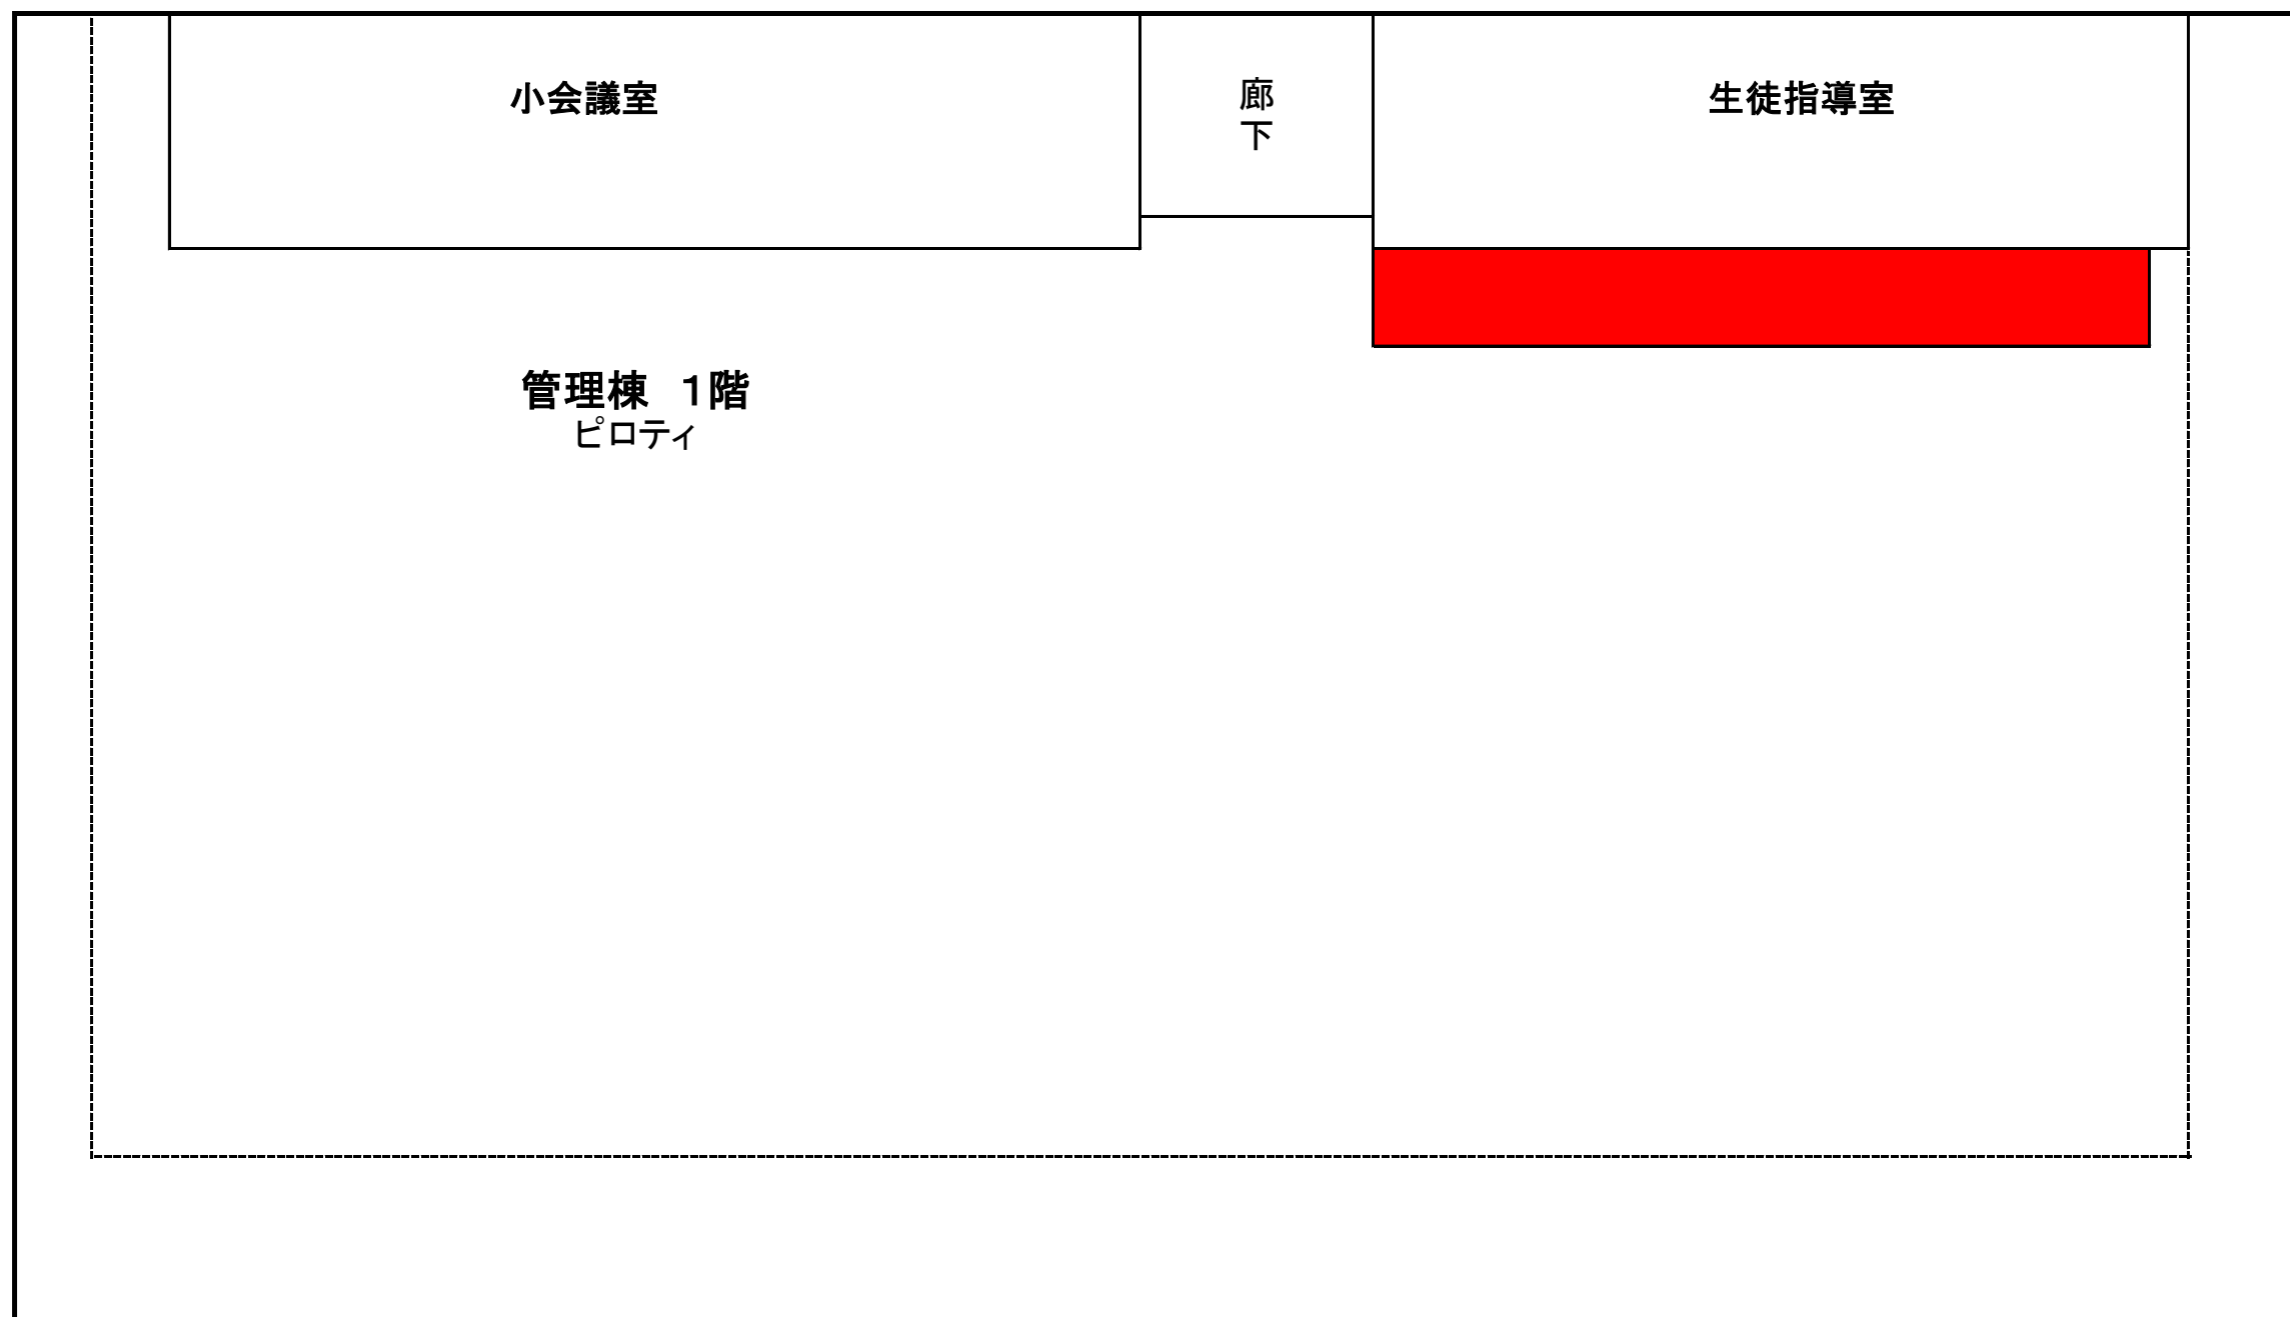 小会議室
廊下
生徒指導室
管理棟　1階
ピロティ